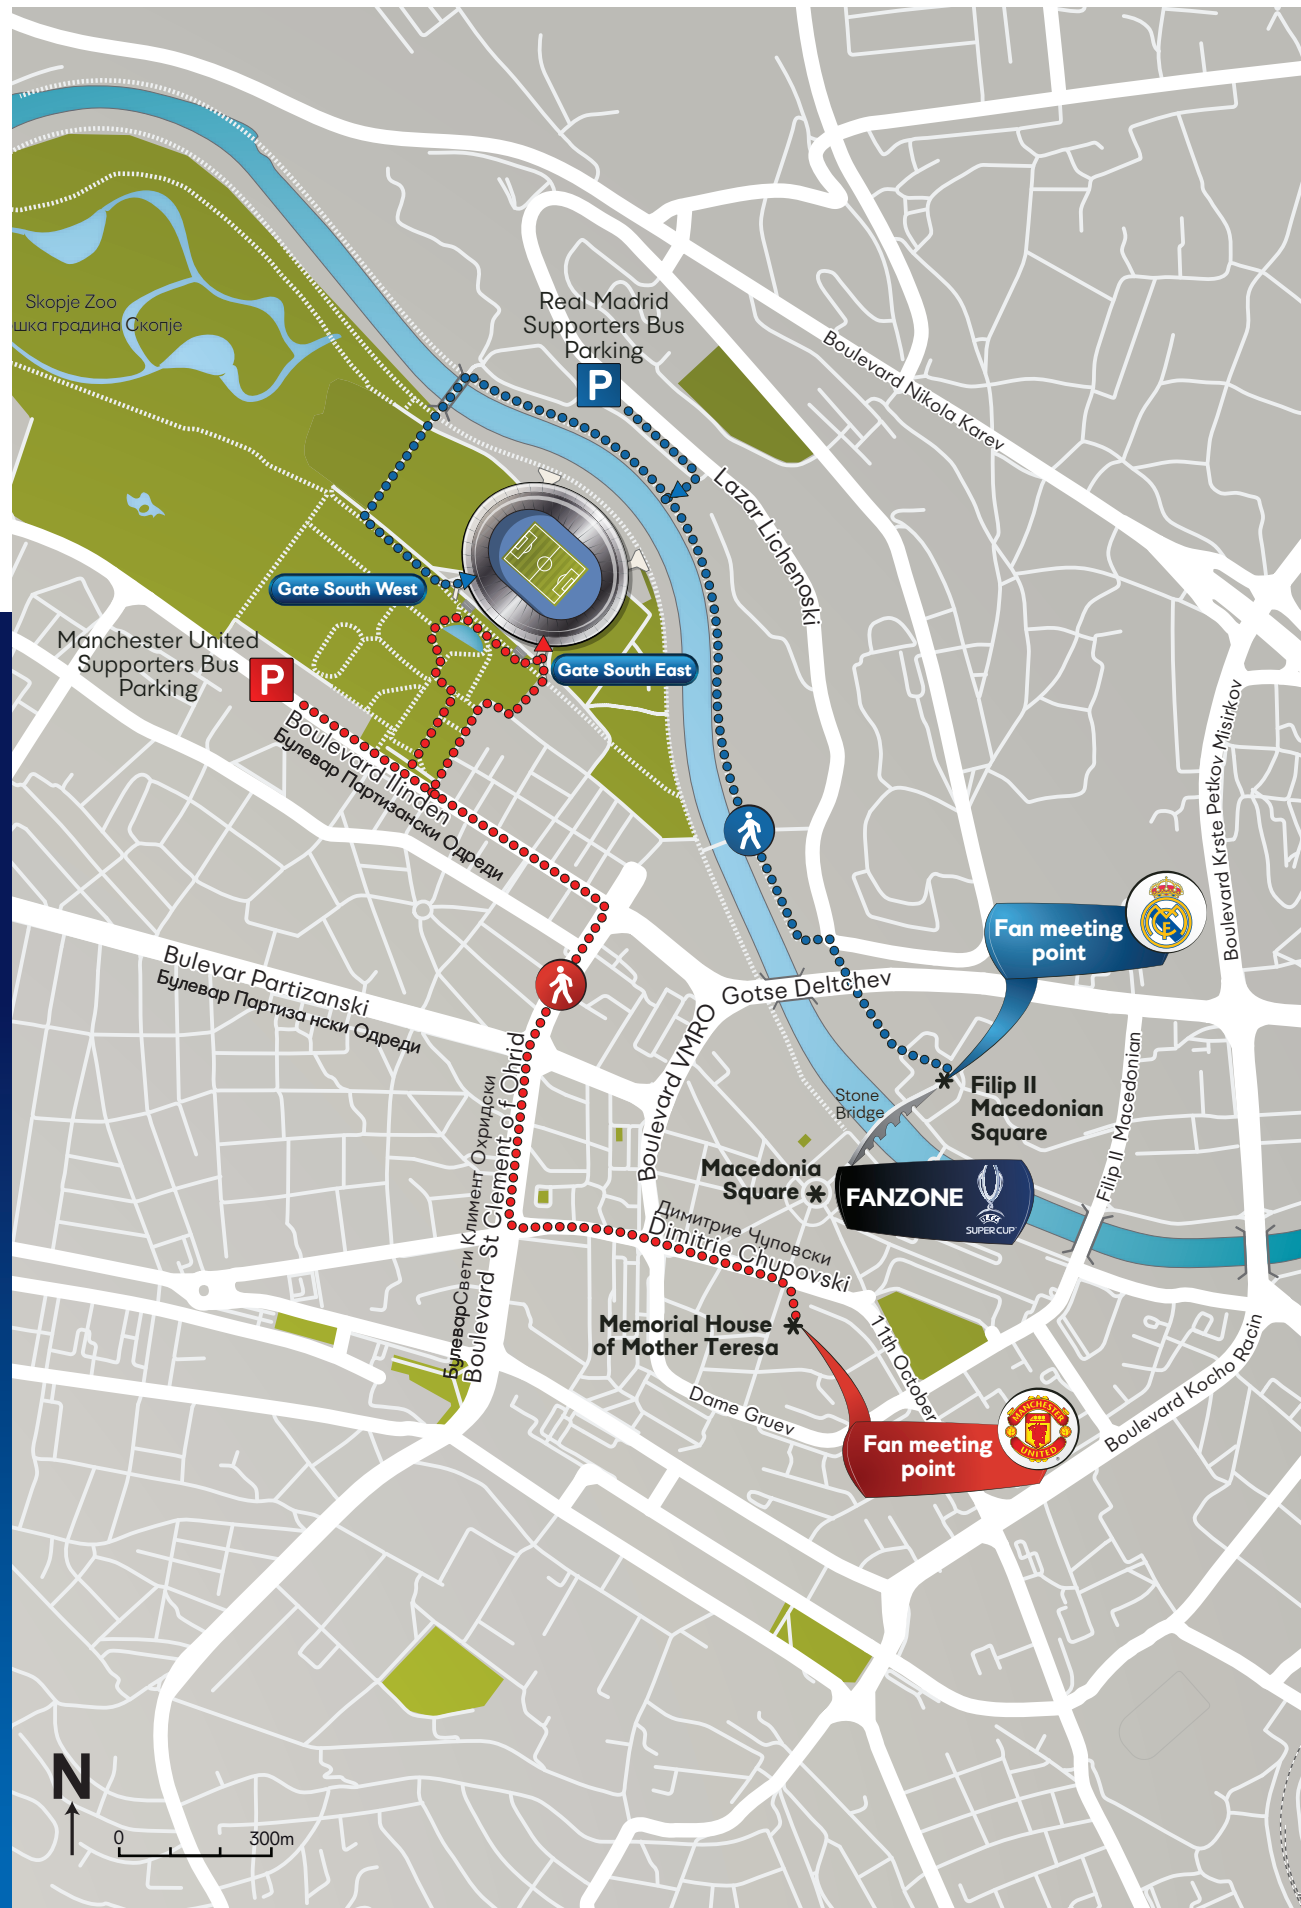 Skopje Zoo
шка градина Скопје
Real Madrid
Supporters Bus
Parking
P
Boulevard Nikola Karev
Lazar Lichenoski
Gate South West
Gate South East
Manchester United
Supporters Bus
Parking
P
Boulevard Ilinden
Булевар Партизански Одреди
Boulevard Krste Petkov Misirkov
Fan meeting
point
Bulevar Partizanski
Булевар Партиза нски Одреди
Gotse Deltchev
Boulevard VMRO
Boulevard St Clement of Ohrid
БулеварСвети Климент Охридски
Stone
Bridge
Filip II
Macedonian
Square
Filip II Macedonian
Macedonia
Square
FANZONE
UEFA
SUPER CUP
Димитрие Чуповски
Dimitrie Chupovski
Memorial House
of Mother Teresa
11th October
Dame Gruev
Boulevard Kocho Racin
MANCHESTER
UNITED
Fan meeting
point
N
0 300m